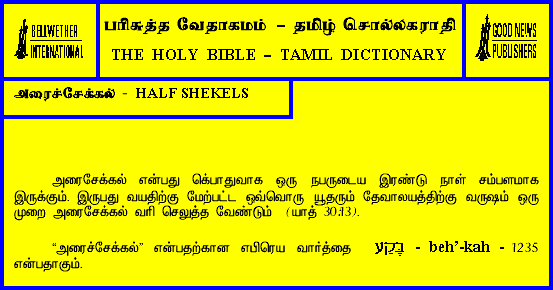 BELLWETHER
INTERNATIONAL
பரிசுத்த வேதாகமம் – தமிழ் சொல்லகராதி
THE HOLY BIBLE – TAMIL DICTIONARY
GOOD NEWS
PUBLISHERS
அரைச்சேக்கல் - HALF SHEKELS
அரைசேக்கல் என்பது பொதுவாக ஒரு நபருடைய இரண்டு நாள் சம்பளமாக
இருக்கும். இருபது வயதிற்கு மேற்பட்ட ஒவ்வொரு யூதரும் தேவாலயத்திற்கு வருஷம் ஒரு
முறை அரைசேக்கல் வரி செலுத்த வேண்டும் (யாத் 30:13).
“அரைச்சேக்கல்” என்பதற்கான எபிரெய வார்த்தை בֶּקַע - beh’-kah - 1235
என்பதாகும்.